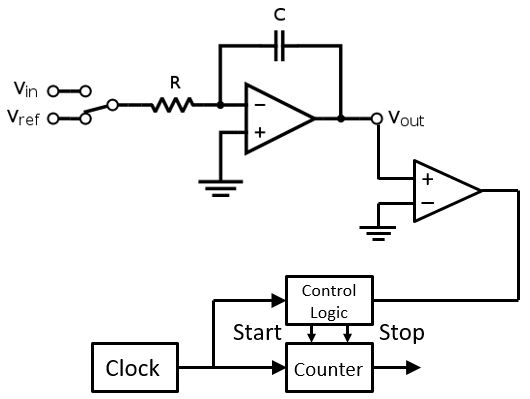 C
R
Vin
Vref
−
+
Vout
+
−
Control
Logic
Start
Stop
Clock
Counter